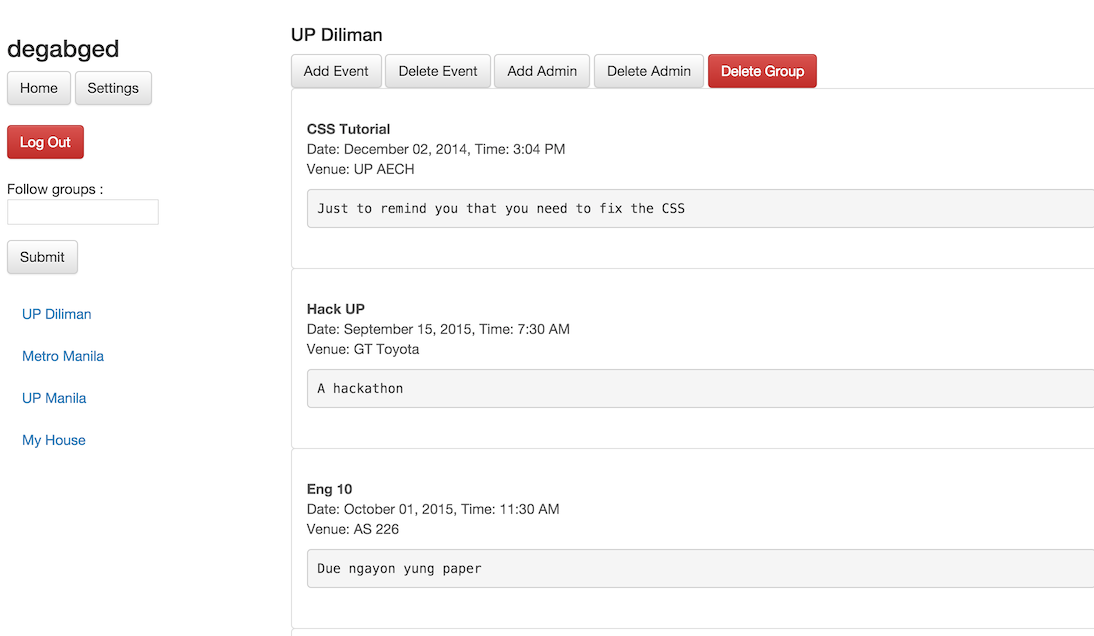 degabged
Home Settings
Log Out
Follow groups :
Submit
UP Diliman
Metro Manila
UP Manila
My House
UP Diliman
Add Event Delete Event Add Admin Delete Admin Delete Group
CSS Tutorial
Date: December 02, 2014, Time: 3:04 PM
Venue: UP AECH
Just to remind you that you need to fix the CSS
Hack UP
Date: September 15, 2015, Time: 7:30 AM
Venue: GT Toyota
A hackathon
Eng 10
Date: October 01, 2015, Time: 11:30 AM
Venue: AS 226
Due ngayon yung paper